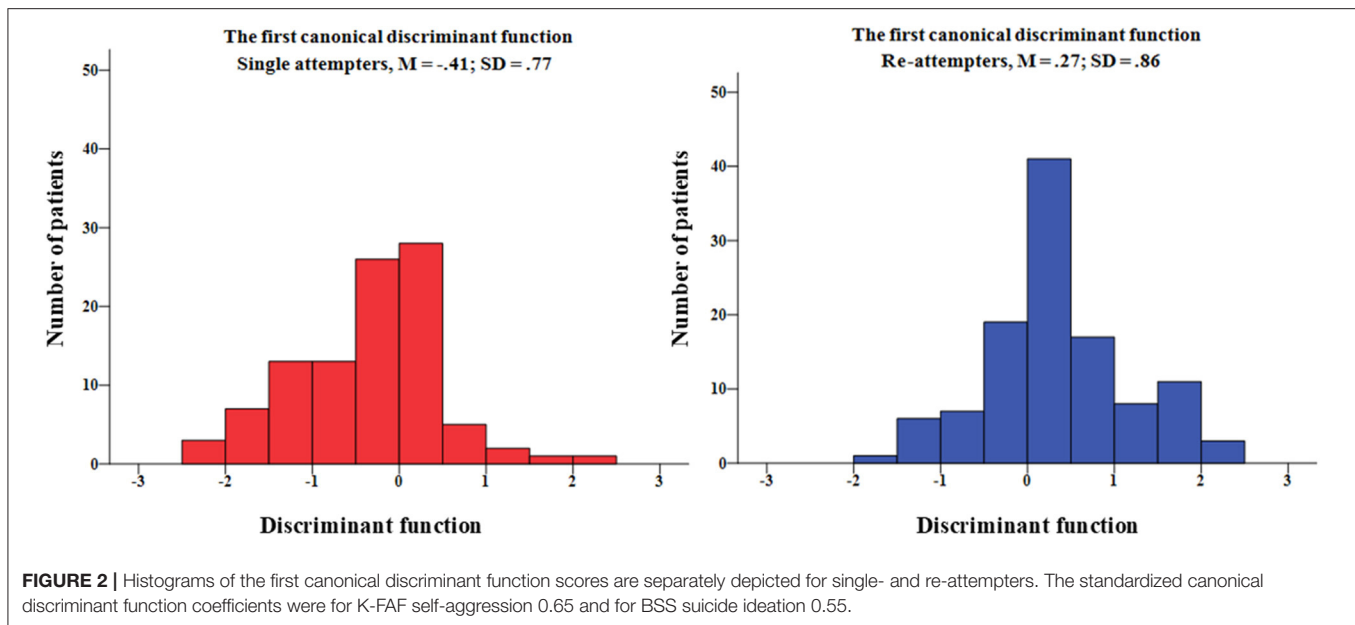 The first canonical discriminant function
Single attempters, M = -.41; SD = .77
Number of patients
50
40
30
20
10
0
-3
-2
-1
0
1
2
3
Discriminant function
The first canonical discriminant function
Re-attempters, M = .27; SD = .86
Number of patients
50
40
30
20
10
0
-3
-2
-1
0
1
2
3
Discriminant function
FIGURE 2 | Histograms of the first canonical discriminant function scores are separately depicted for single- and re-attempters. The standardized canonical
discriminant function coefficients were for K-FAF self-aggression 0.65 and for BSS suicide ideation 0.55.